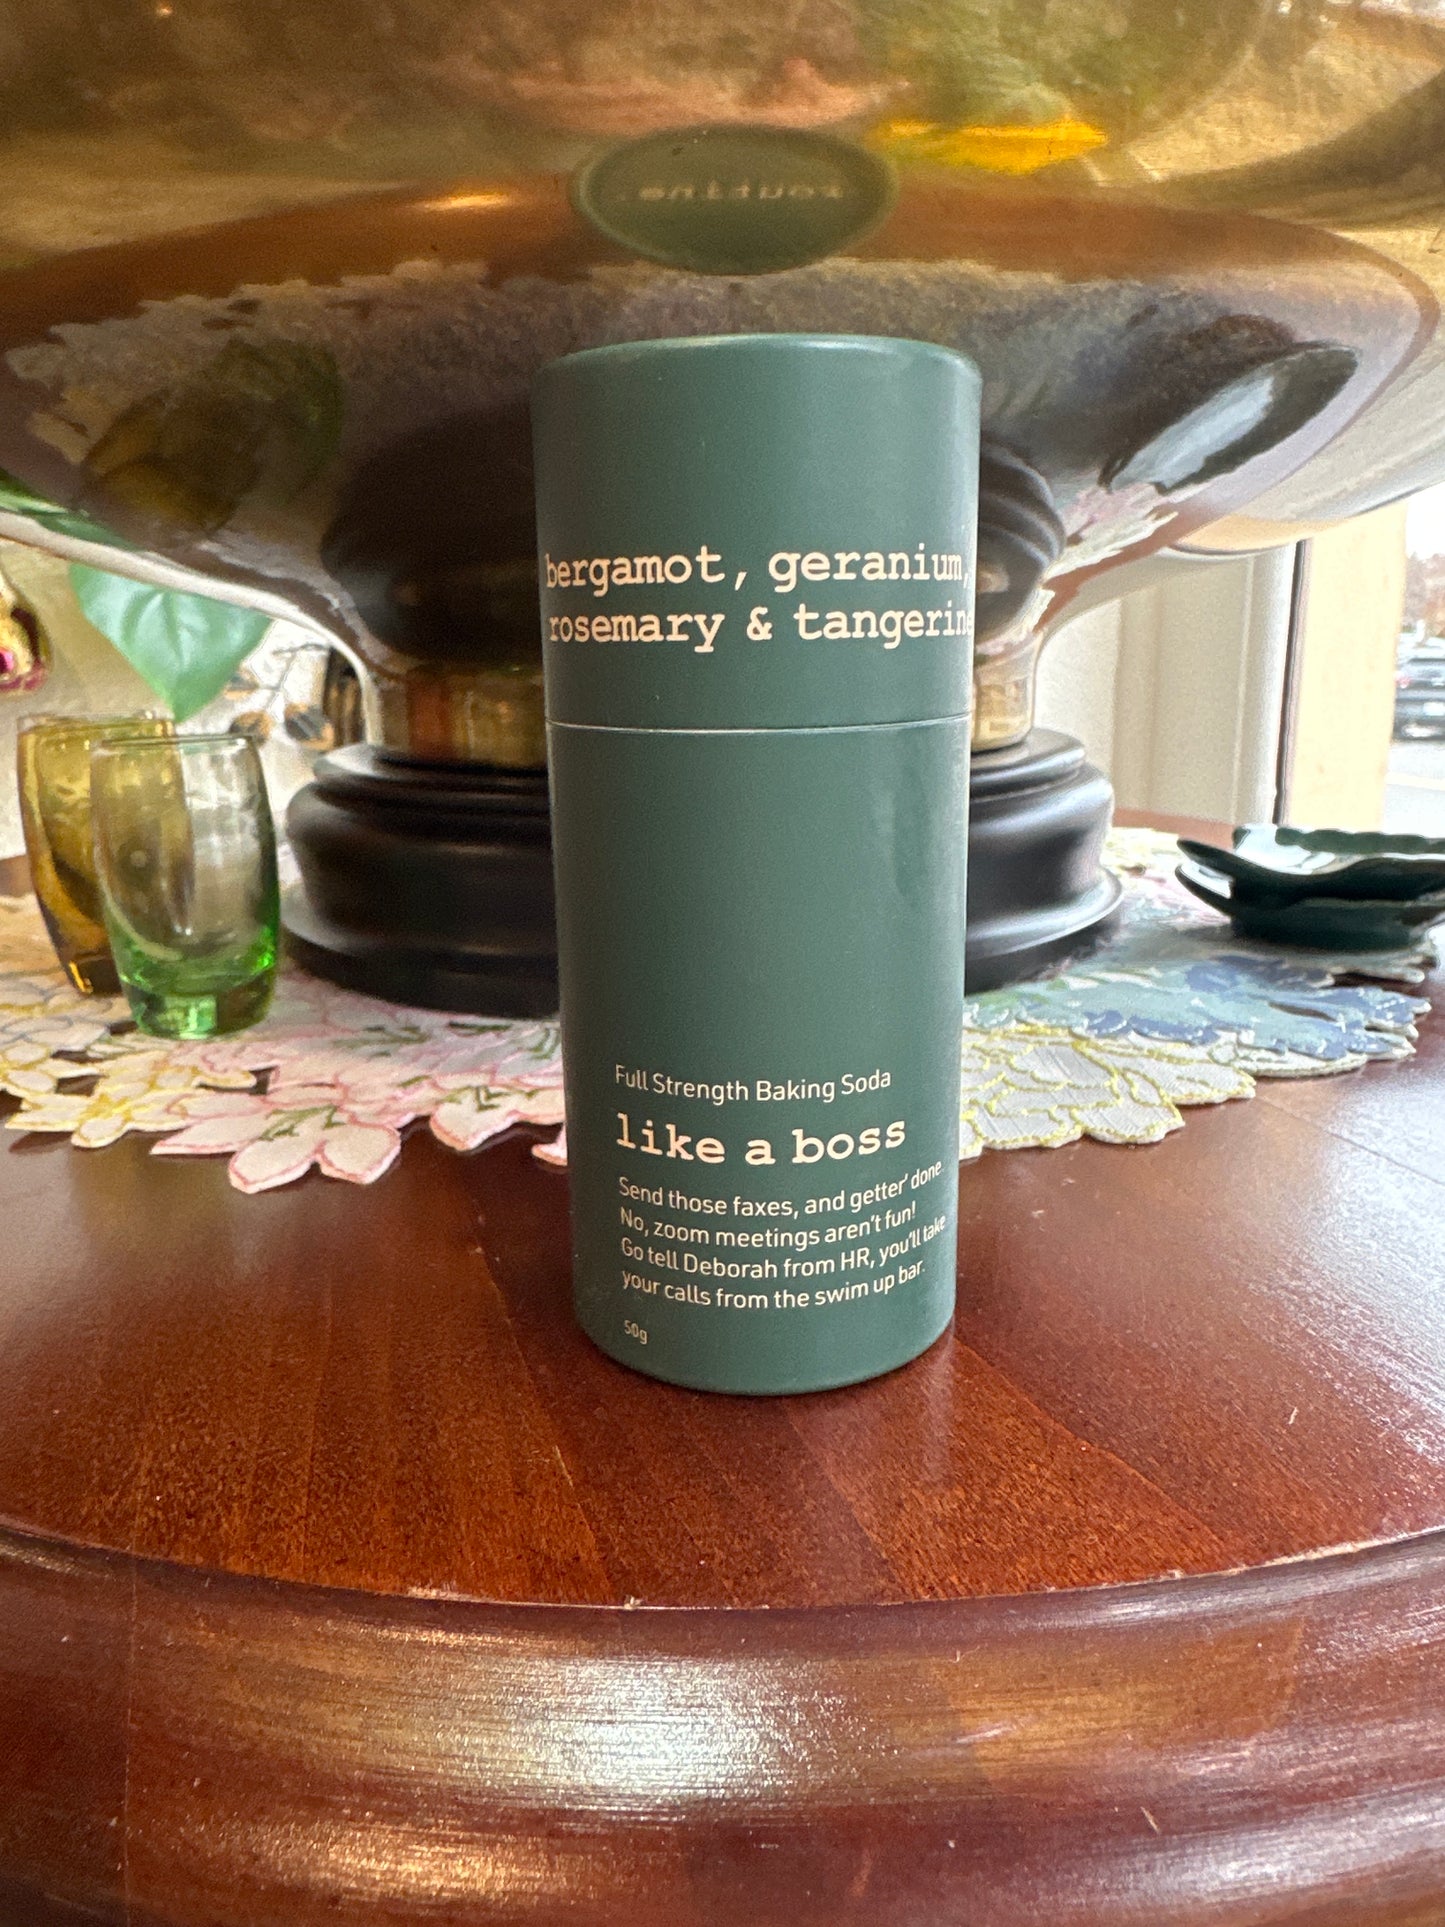 bergamot, geranium,
rosemary & tangerine
Full Strength Baking Soda
like a boss
Send those faxes, and getter' done.
No, zoom meetings aren't fun!
Go tell Deborah from HR, you'll take
your calls from the swim up bar.
50g